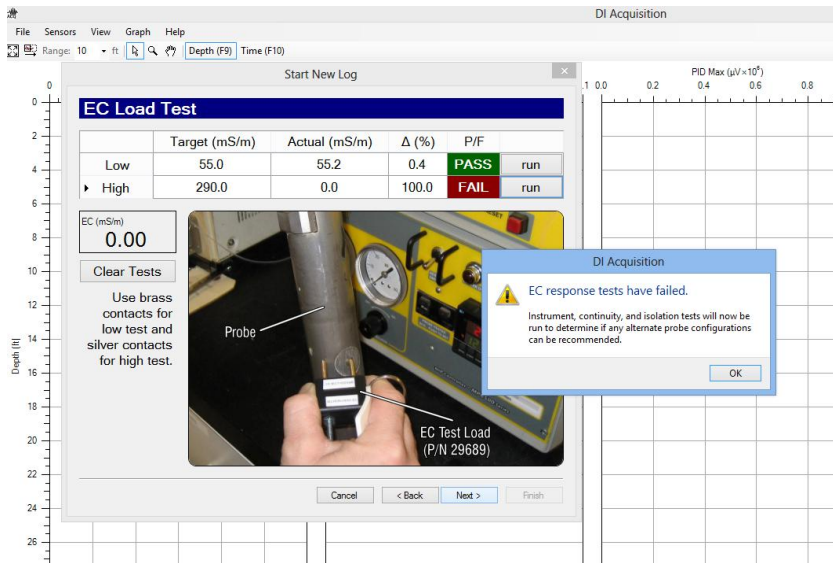 DI Acquisition
File Sensors View Graph Help
Range: 10 ft Depth (F9) Time (F10)
Start New Log
EC Load Test
Target (mS/m) Actual (mS/m) Δ (%) P/F
Low 55.0 55.2 0.4 PASS run
High 290.0 0.0 100.0 FAIL run
EC (mS/m)
0.00
Clear Tests
Use brass
contacts for
low test and
silver contacts
for high test.
Probe
EC Test Load
(P/N 29689)
Cancel < Back Next > Finish
DI Acquisition
EC response tests have failed.
Instrument, continuity, and isolation tests will now be
run to determine if any alternate probe configurations
can be recommended.
OK
PID Max (µV×10⁶)
.1 0.0 0.2 0.4 0.6 0.8
0
Depth (ft)
0
2
4
6
8
10
12
14
16
18
20
22
24
26